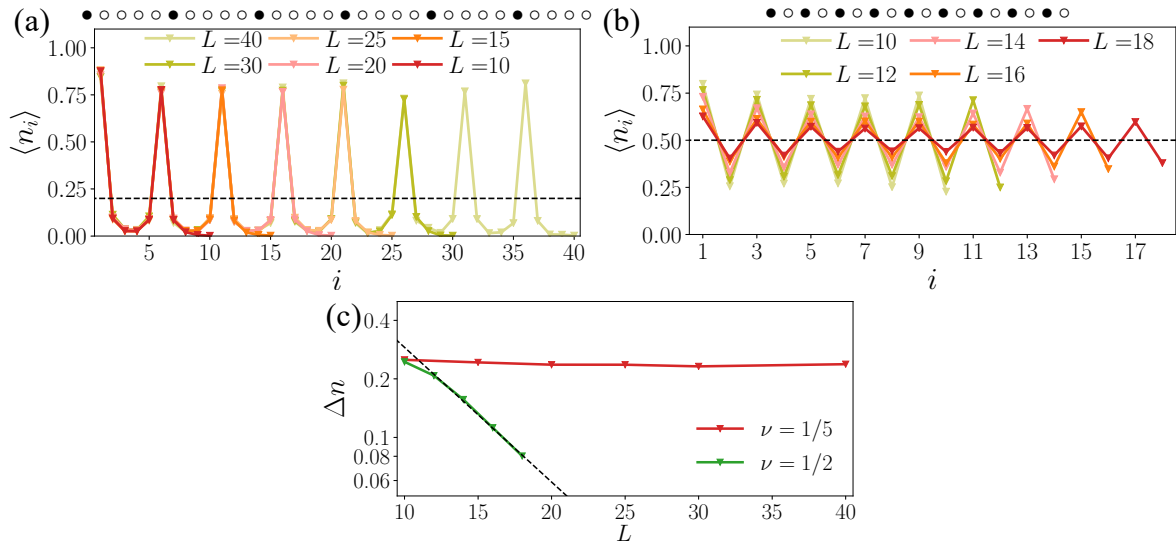 (a)
L =40 L =25 L =15
L =30 L =20 L =10
1.00
0.75
0.50
0.25
0.00
⟨n_i⟩
5 10 15 20 25 30 35 40
i
(b)
L =10 L =14 L =18
L =12 L =16
1.00
0.75
0.50
0.25
0.00
⟨n_i⟩
1 3 5 7 9 11 13 15 17
i
(c)
0.4
0.2
0.1
0.08
0.06
Δn
ν = 1/5
ν = 1/2
10 15 20 25 30 35 40
L